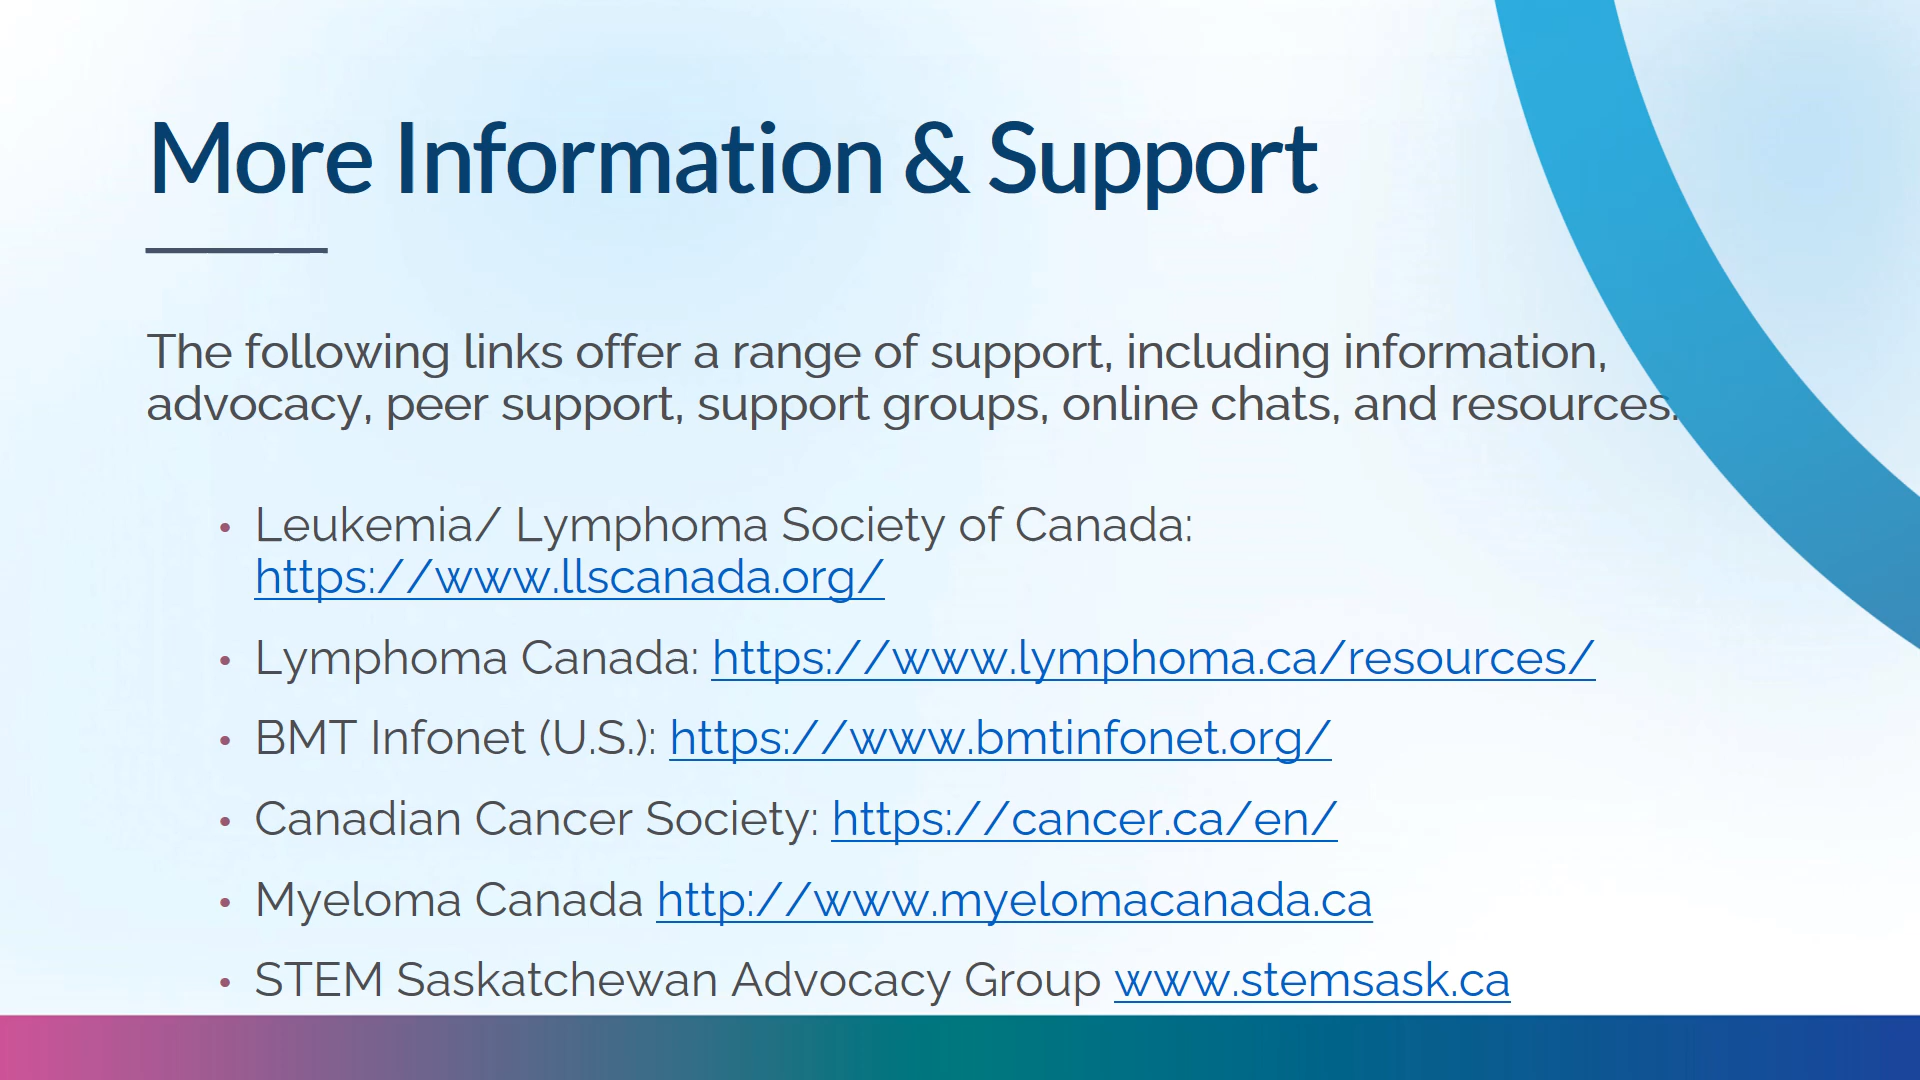 More Information & Support
The following links offer a range of support, including information,
advocacy, peer support, support groups, online chats, and resources.
• Leukemia/ Lymphoma Society of Canada:
https://www.llscanada.org/
• Lymphoma Canada: https://www.lymphoma.ca/resources/
• BMT Infonet (U.S.): https://www.bmtinfonet.org/
• Canadian Cancer Society: https://cancer.ca/en/
• Myeloma Canada http://www.myelomacanada.ca
• STEM Saskatchewan Advocacy Group www.stemsask.ca